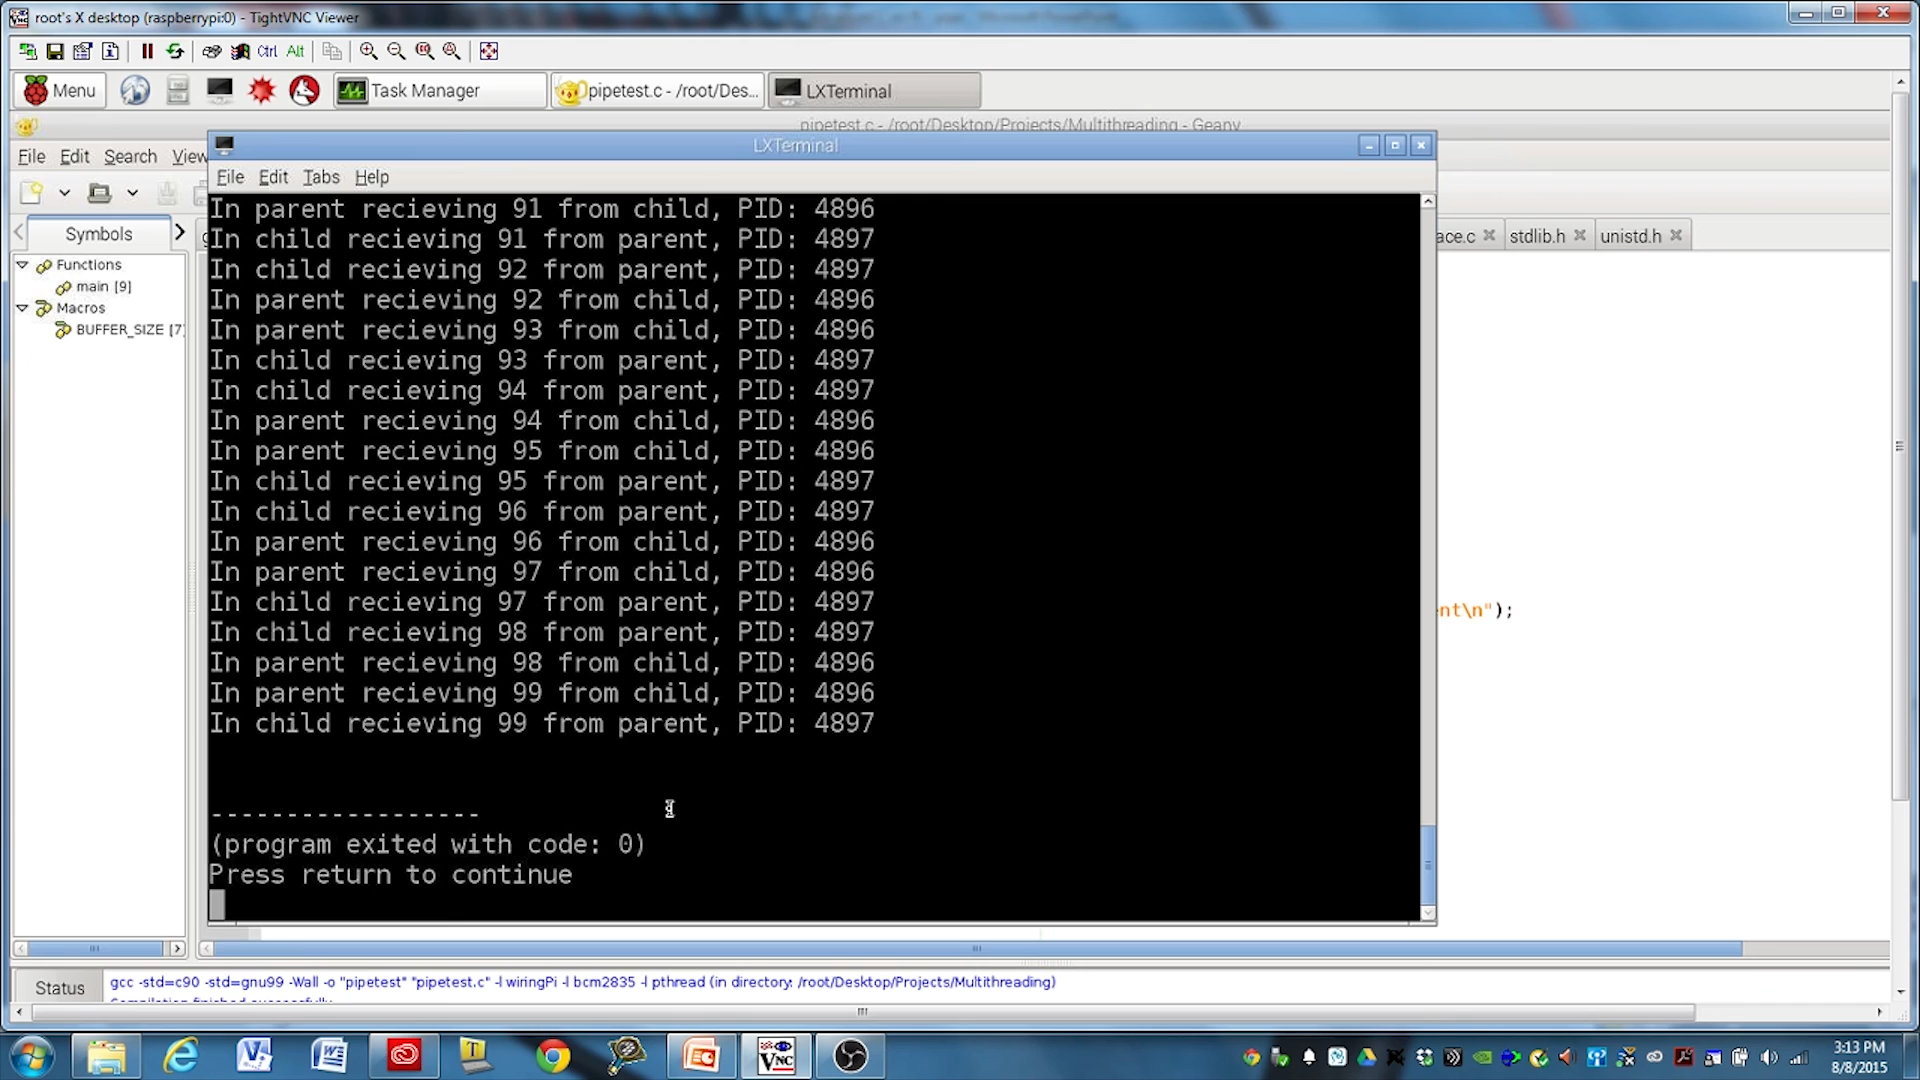 root's X desktop (raspberrypi:0) - TightVNC Viewer
Ctrl Alt
Menu Task Manager pipetest.c - /root/Des... LXTerminal
pipetest.c - /root/Desktop/Projects/Multithreading - Geany
LXTerminal
File Edit Search View
File Edit Tabs Help
In parent recieving 91 from child, PID: 4896
In child recieving 91 from parent, PID: 4897
In child recieving 92 from parent, PID: 4897
In parent recieving 92 from child, PID: 4896
In parent recieving 93 from child, PID: 4896
In child recieving 93 from parent, PID: 4897
In child recieving 94 from parent, PID: 4897
In parent recieving 94 from child, PID: 4896
In parent recieving 95 from child, PID: 4896
In child recieving 95 from parent, PID: 4897
In child recieving 96 from parent, PID: 4897
In parent recieving 96 from child, PID: 4896
In parent recieving 97 from child, PID: 4896
In child recieving 97 from parent, PID: 4897
In child recieving 98 from parent, PID: 4897
In parent recieving 98 from child, PID: 4896
In parent recieving 99 from child, PID: 4896
In child recieving 99 from parent, PID: 4897
------------------
(program exited with code: 0)
Press return to continue
Symbols
Functions
main [9]
Macros
BUFFER_SIZE [7]
ace.c stdlib.h unistd.h
nt\n");
Status
gcc -std=c90 -std=gnu99 -Wall -o "pipetest" "pipetest.c" -l wiringPi -l bcm2835 -l pthread (in directory: /root/Desktop/Projects/Multithreading)
Compilation finished successfully.
3:13 PM
8/8/2015